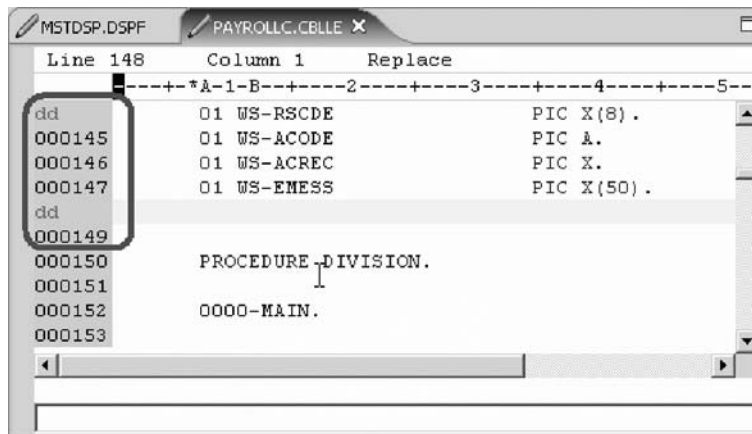 MSTDSP.DSPF PAYROLLC.CBLLE
Line 148 Column 1 Replace
----+-*A-1-B--+----2----+----3----+----4----+----5--
dd 01 WS-RSCDE PIC X(8).
000145 01 WS-ACODE PIC A.
000146 01 WS-ACREC PIC X.
000147 01 WS-EMESS PIC X(50).
dd
000149
000150 PROCEDURE DIVISION.
000151
000152 0000-MAIN.
000153